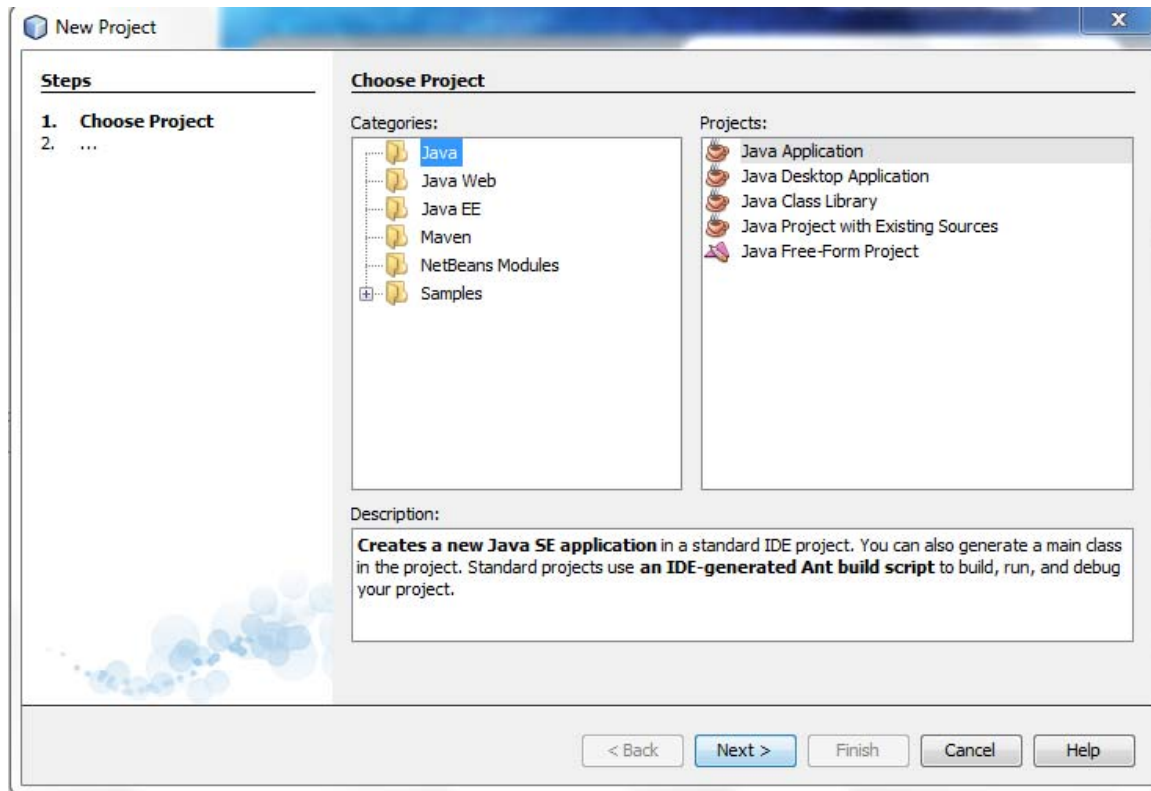 New Project
X
Steps
1. Choose Project
2. ...
Choose Project
Categories:
Java
Java Web
Java EE
Maven
NetBeans Modules
Samples
Projects:
Java Application
Java Desktop Application
Java Class Library
Java Project with Existing Sources
Java Free-Form Project
Description:
Creates a new Java SE application in a standard IDE project. You can also generate a main class
in the project. Standard projects use an IDE-generated Ant build script to build, run, and debug
your project.
< Back
Next >
Finish
Cancel
Help